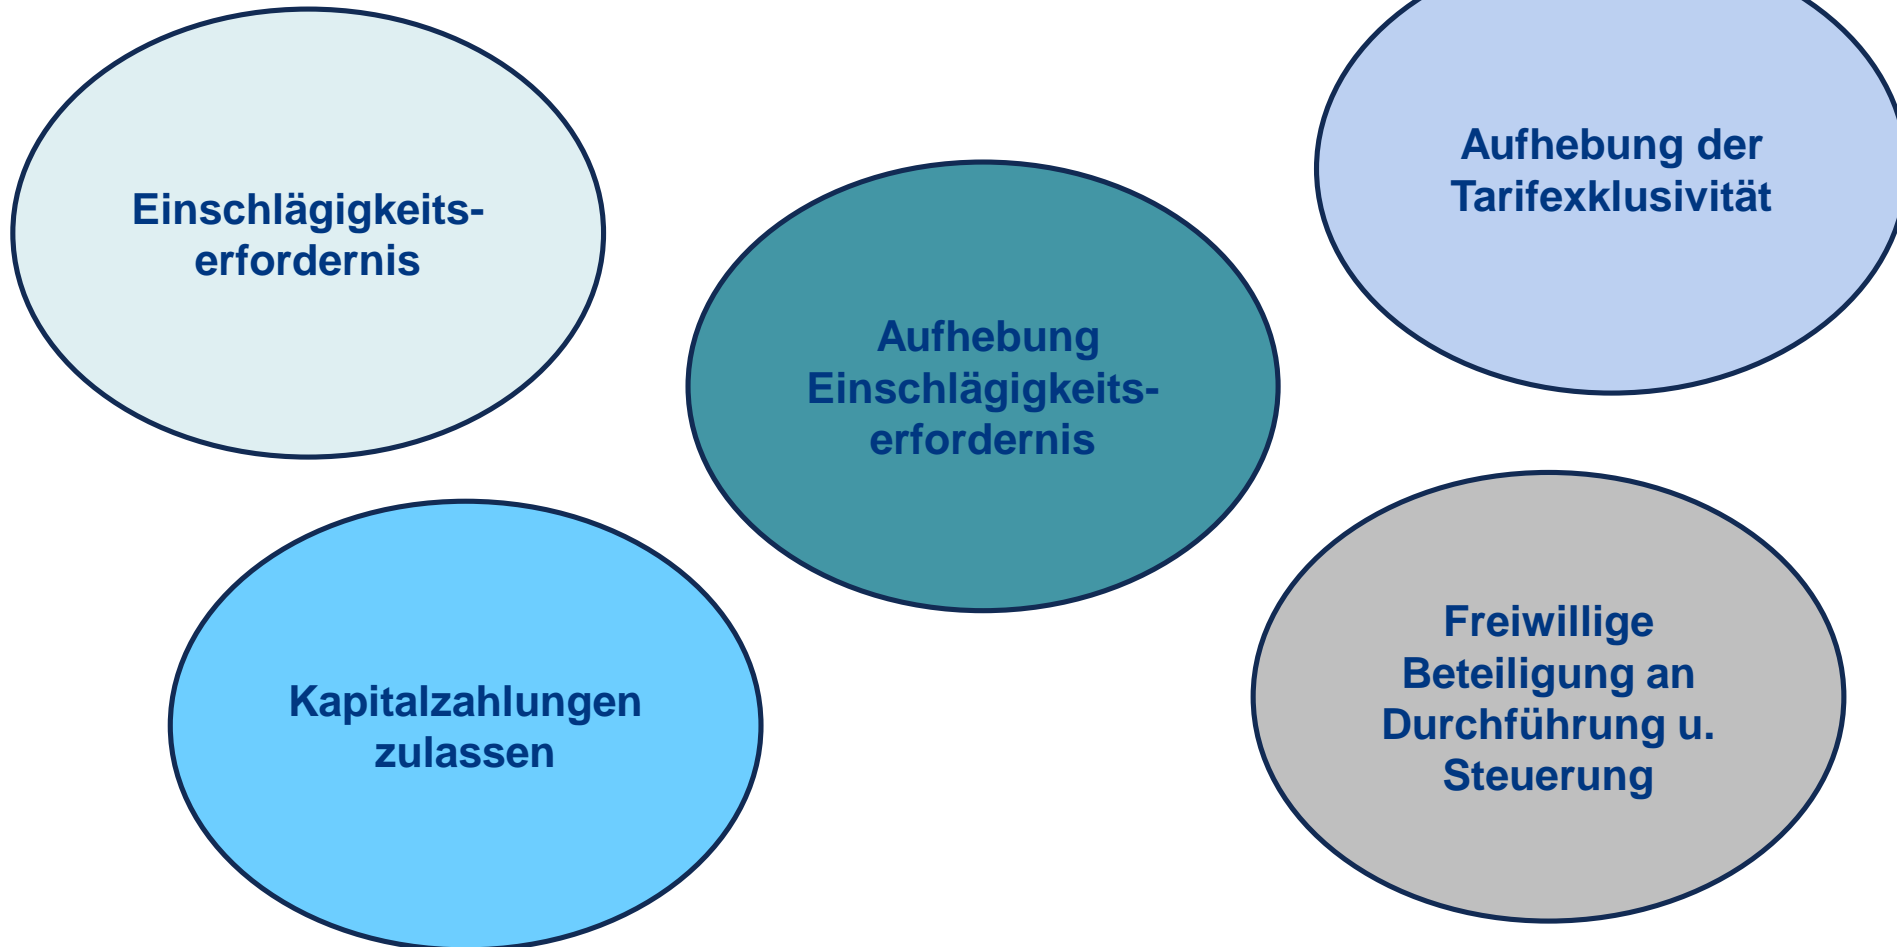 Einschlägigkeits-
erfordernis
Aufhebung
Einschlägigkeits-
erfordernis
Aufhebung der
Tarifexklusivität
Kapitalzahlungen
zulassen
Freiwillige
Beteiligung an
Durchführung u.
Steuerung